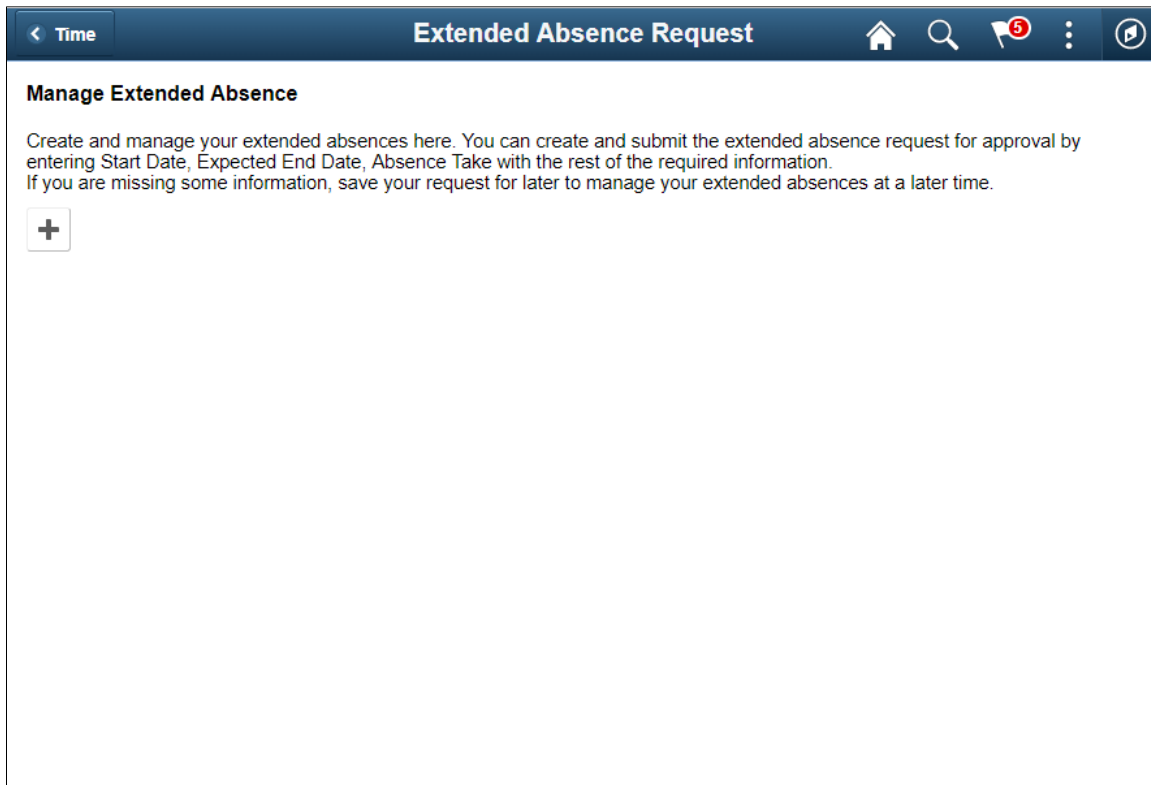 Time
Extended Absence Request
5
Manage Extended Absence
Create and manage your extended absences here. You can create and submit the extended absence request for approval by
entering Start Date, Expected End Date, Absence Take with the rest of the required information.
If you are missing some information, save your request for later to manage your extended absences at a later time.